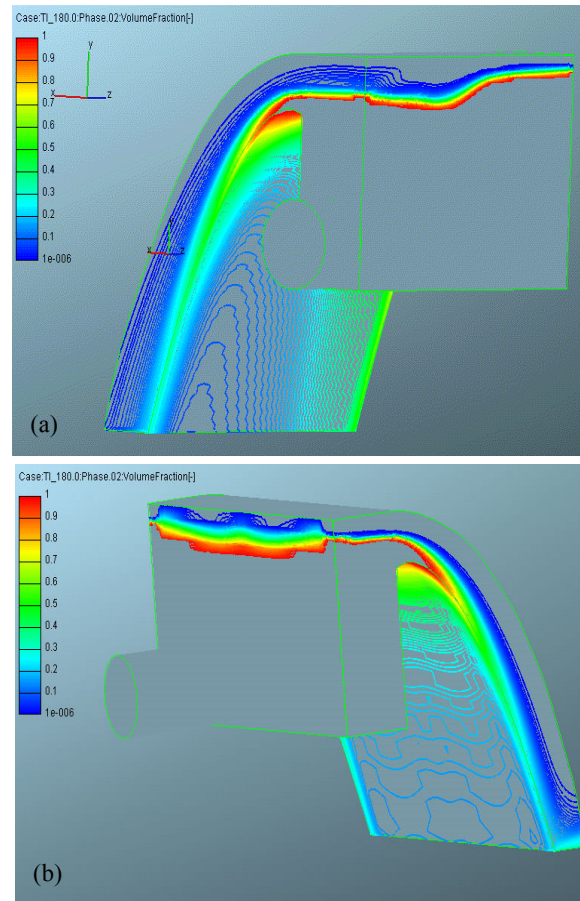 Case:TI_180.0:Phase.02:VolumeFraction[-]
1
0.9
0.8
0.7
0.6
0.5
0.4
0.3
0.2
0.1
1e-006
y
x
z
y
x
z
(a)
Case:TI_180.0:Phase.02:VolumeFraction[-]
1
0.9
0.8
0.7
0.6
0.5
0.4
0.3
0.2
0.1
1e-006
(b)